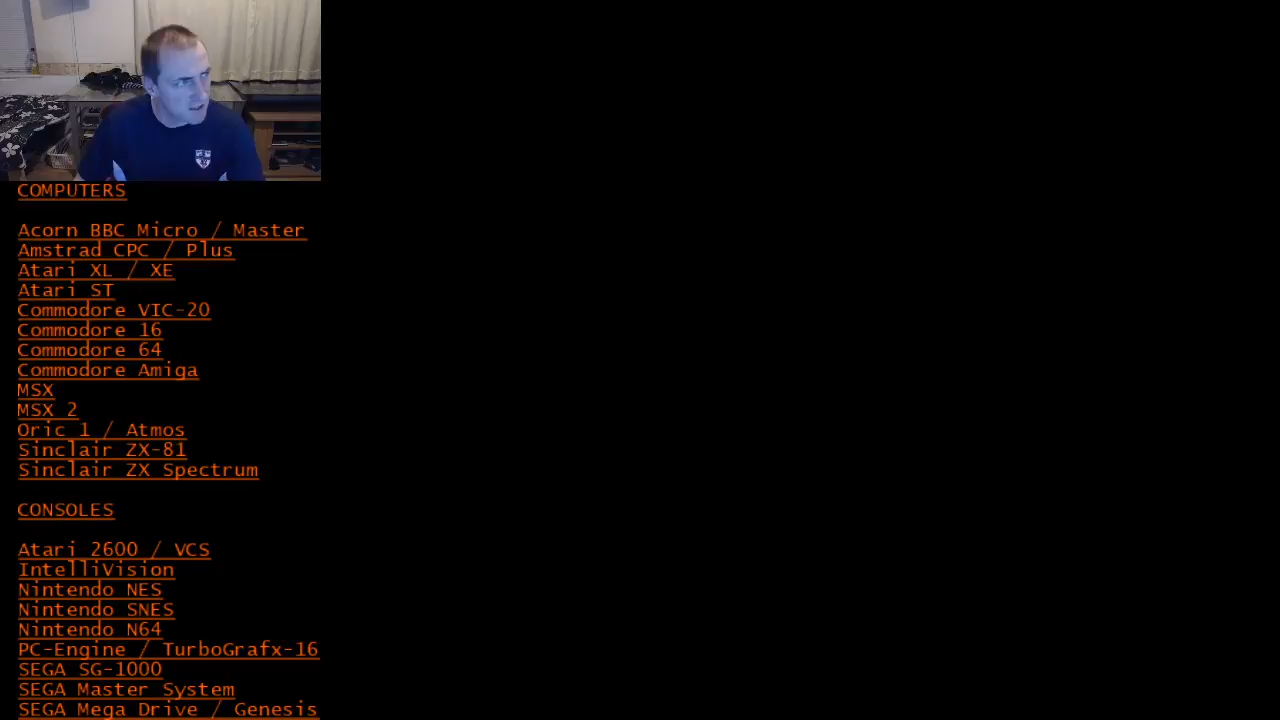 COMPUTERS
Acorn BBC Micro / Master
Amstrad CPC / Plus
Atari XL / XE
Atari ST
Commodore VIC-20
Commodore 16
Commodore 64
Commodore Amiga
MSX
MSX 2
Oric 1 / Atmos
Sinclair ZX-81
Sinclair ZX Spectrum
CONSOLES
Atari 2600 / VCS
IntelliVision
Nintendo NES
Nintendo SNES
Nintendo N64
PC-Engine / TurboGrafx-16
SEGA SG-1000
SEGA Master System
SEGA Mega Drive / Genesis